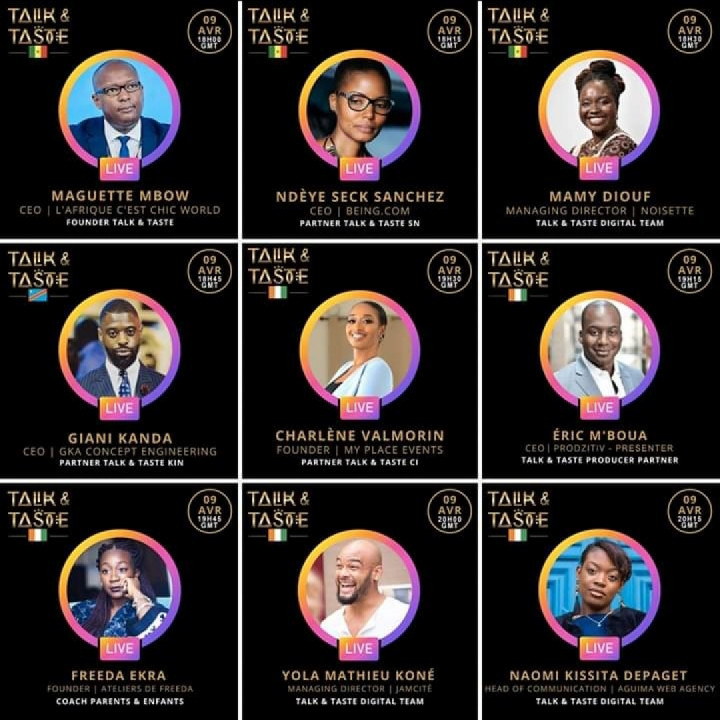 TALK &
TASTE
09
AVR
18H00
GMT
LIVE
MAGUETTE MBOW
CEO | L'AFRIQUE C'EST CHIC WORLD
FOUNDER TALK & TASTE
TALK &
TASTE
09
AVR
18H15
GMT
LIVE
NDÈYE SECK SANCHEZ
CEO | BEING.COM
PARTNER TALK & TASTE SN
TALK &
TASTE
09
AVR
18H30
GMT
LIVE
MAMY DIOUF
MANAGING DIRECTOR | NOISETTE
TALK & TASTE DIGITAL TEAM
TALK &
TASTE
09
AVR
18H45
GMT
LIVE
GIANI KANDA
CEO | GKA CONCEPT ENGINEERING
PARTNER TALK & TASTE KIN
TALK &
TASTE
09
AVR
19H30
GMT
LIVE
CHARLÈNE VALMORIN
FOUNDER | MY PLACE EVENTS
PARTNER TALK & TASTE CI
TALK &
TASTE
09
AVR
19H15
GMT
LIVE
ÉRIC M'BOUA
CEO | PRODZITIV - PRESENTER
TALK & TASTE PRODUCER PARTNER
TALK &
TASTE
09
AVR
19H45
GMT
LIVE
FREEDA EKRA
FOUNDER | ATELIERS DE FREEDA
COACH PARENTS & ENFANTS
TALK &
TASTE
09
AVR
20H00
GMT
LIVE
YOLA MATHIEU KONÉ
MANAGING DIRECTOR | JAMCITÉ
TALK & TASTE DIGITAL TEAM
TALK &
TASTE
09
AVR
20H15
GMT
LIVE
NAOMI KISSITA DEPAGET
HEAD OF COMMUNICATION | AGUIMA WEB AGENCY
TALK & TASTE DIGITAL TEAM